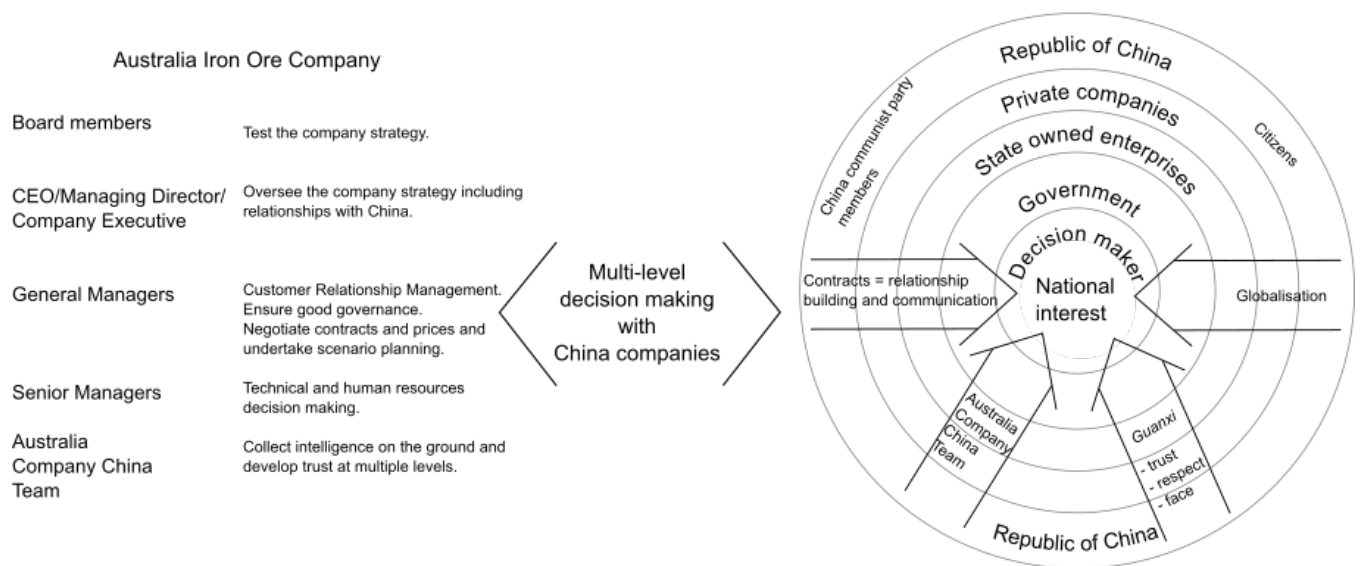 Australia Iron Ore Company
Board members
Test the company strategy.
CEO/Managing Director/
Company Executive
Oversee the company strategy including
relationships with China.
General Managers
Customer Relationship Management.
Ensure good governance.
Negotiate contracts and prices and
undertake scenario planning.
Senior Managers
Technical and human resources
decision making.
Australia
Company China
Team
Collect intelligence on the ground and
develop trust at multiple levels.
Multi-level
decision making
with
China companies
Republic of China
China communist party
members
Citizens
Private companies
State owned enterprises
Government
Decision maker
National
interest
Contracts = relationship
building and communication
Globalisation
Australia
Company
China
Team
Guanxi
- trust
- respect
- face
Republic of China